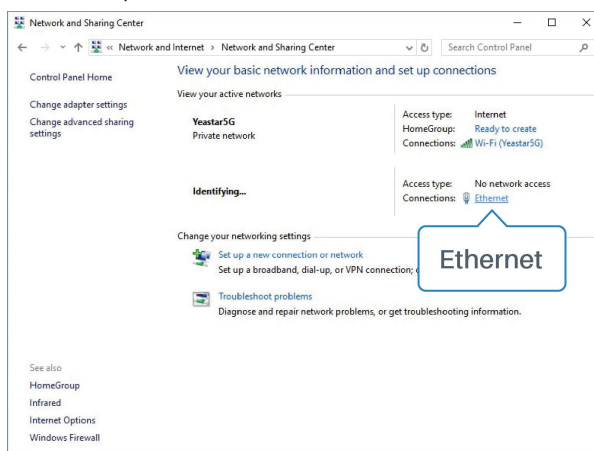 Network and Sharing Center
« Network and Internet › Network and Sharing Center
Search Control Panel
Control Panel Home
Change adapter settings
Change advanced sharing
settings
View your basic network information and set up connections
View your active networks
Yeastar5G
Private network
Access type: Internet
HomeGroup: Ready to create
Connections: Wi-Fi (Yeastar5G)
Identifying...
Access type: No network access
Connections: Ethernet
Ethernet
Change your networking settings
Set up a new connection or network
Set up a broadband, dial-up, or VPN connection;
Troubleshoot problems
Diagnose and repair network problems, or get troubleshooting information.
See also
HomeGroup
Infrared
Internet Options
Windows Firewall